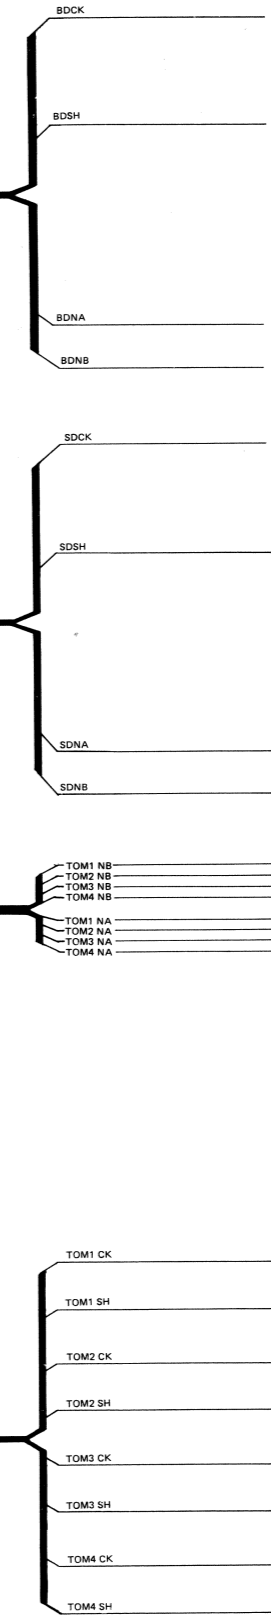 BDCK
BDSH
BDNA
BDNB
SDCK
SDSH
SDNA
SDNB
TOM1 NB
TOM2 NB
TOM3 NB
TOM4 NB
TOM1 NA
TOM2 NA
TOM3 NA
TOM4 NA
TOM1 CK
TOM1 SH
TOM2 CK
TOM2 SH
TOM3 CK
TOM3 SH
TOM4 CK
TOM4 SH